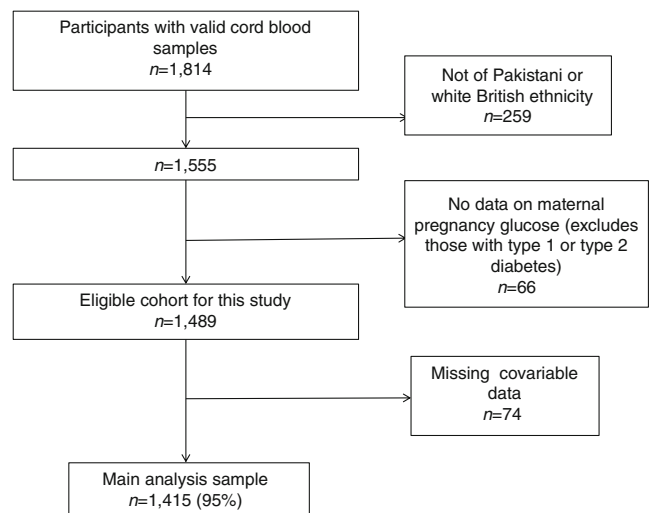 Participants with valid cord blood
samples
n=1,814
Not of Pakistani or
white British ethnicity
n=259
n=1,555
No data on maternal
pregnancy glucose (excludes
those with type 1 or type 2
diabetes)
n=66
Eligible cohort for this study
n=1,489
Missing covariable
data
n=74
Main analysis sample
n=1,415 (95%)